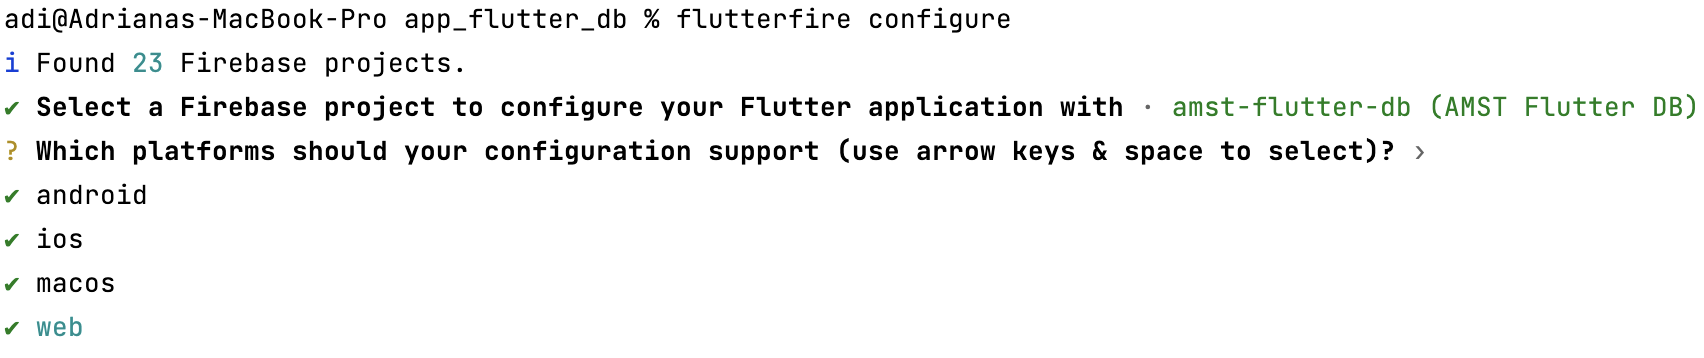 adi@Adrianas-MacBook-Pro app_flutter_db % flutterfire configure
i Found 23 Firebase projects.
✔ Select a Firebase project to configure your Flutter application with · amst-flutter-db (AMST Flutter DB)
? Which platforms should your configuration support (use arrow keys & space to select)? ›
✔ android
✔ ios
✔ macos
✔ web